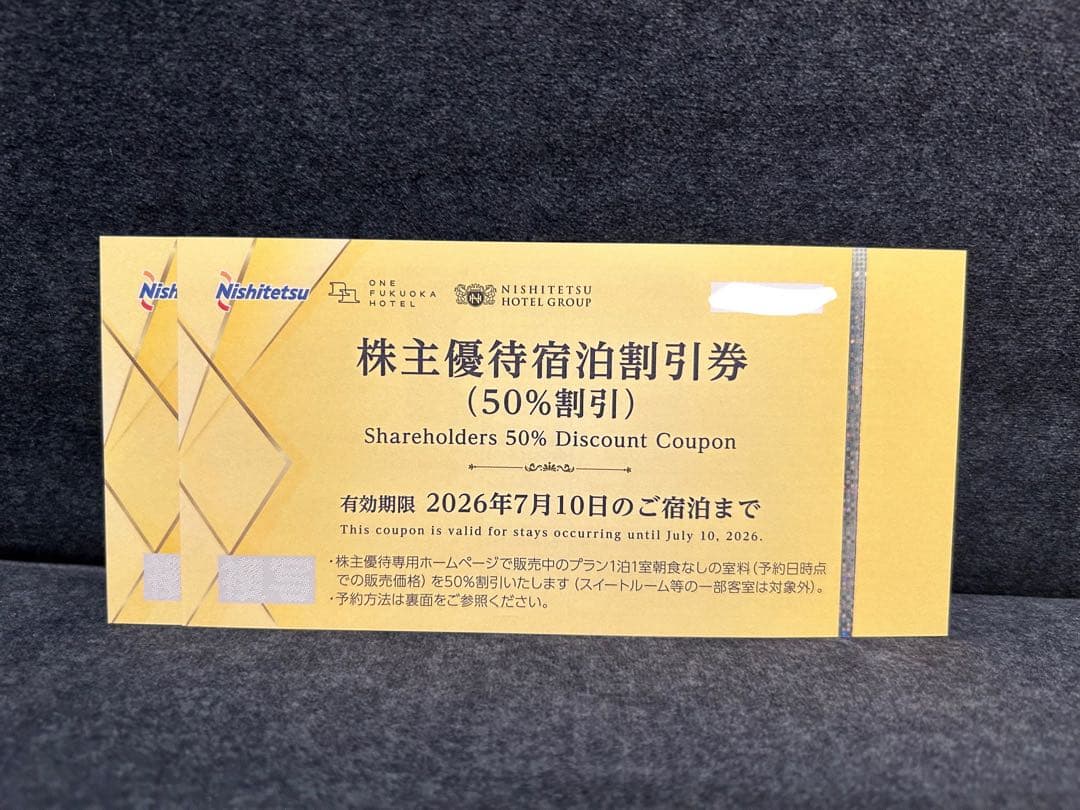 Nish
Nishitetsu
ONE
FUKUOKA
HOTEL
NISHITETSU
HOTEL GROUP
株主優待宿泊割引券
(50%割引)
Shareholders 50% Discount Coupon
有効期限 2026年7月10日のご宿泊まで
This coupon is valid for stays occurring until July 10, 2026.
・株主優待専用ホームページで販売中のプラン1泊1室朝食なしの室料(予約日時点
での販売価格)を50%割引いたします(スイートルーム等の一部客室は対象外)。
・予約方法は裏面をご参照ください。